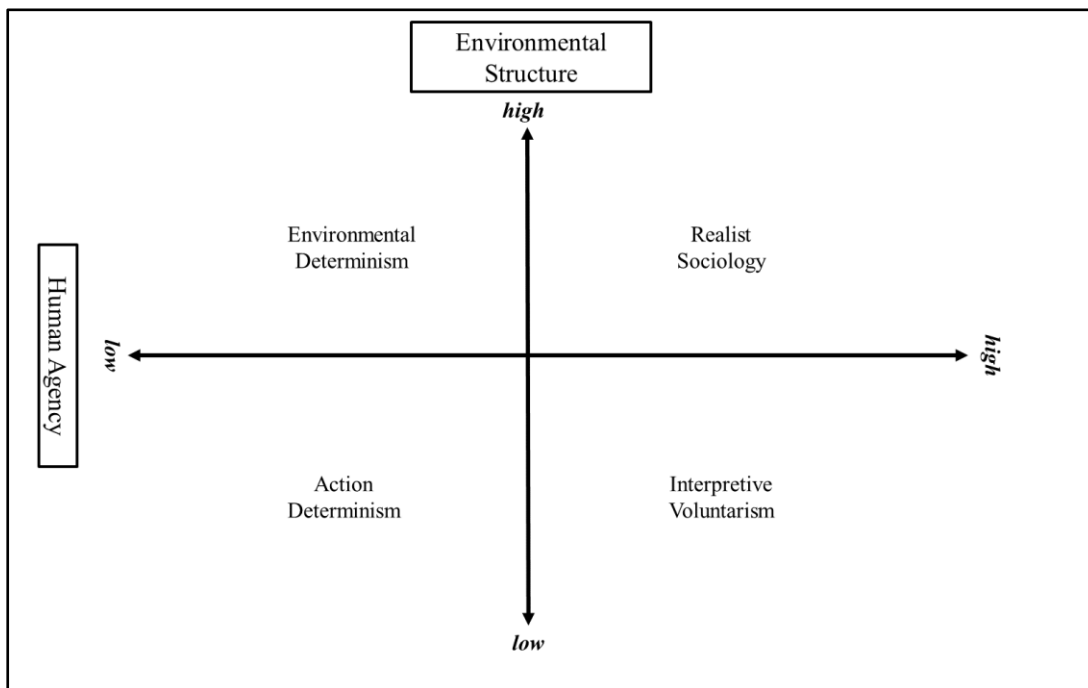 Environmental
Structure
high
Environmental
Determinism
Realist
Sociology
Human Agency
low
high
Action
Determinism
Interpretive
Voluntarism
low